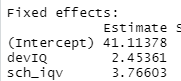 Fixed effects:
Estimate S
(Intercept) 41.11378
devIQ 2.45361
sch_iqv 3.76603